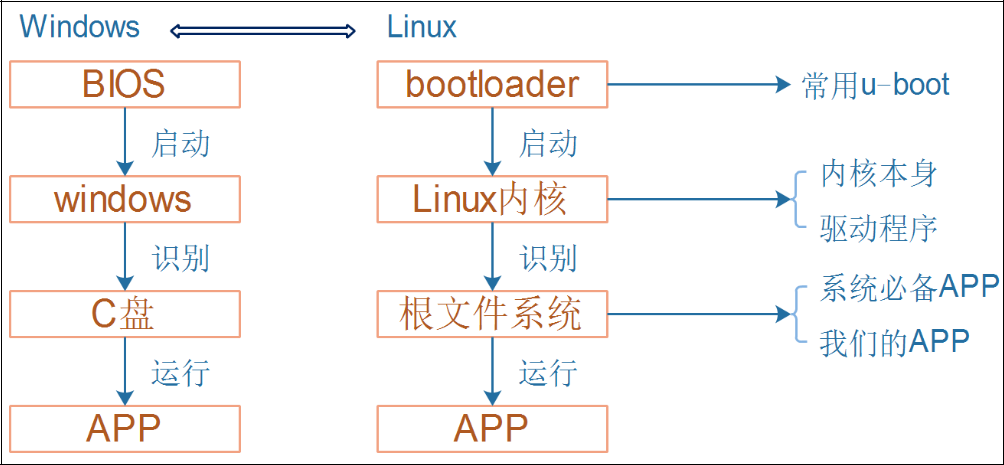 Windows
Linux
BIOS
bootloader
常用u-boot
启动
启动
windows
Linux内核
内核本身
驱动程序
识别
识别
C盘
根文件系统
系统必备APP
我们的APP
运行
运行
APP
APP